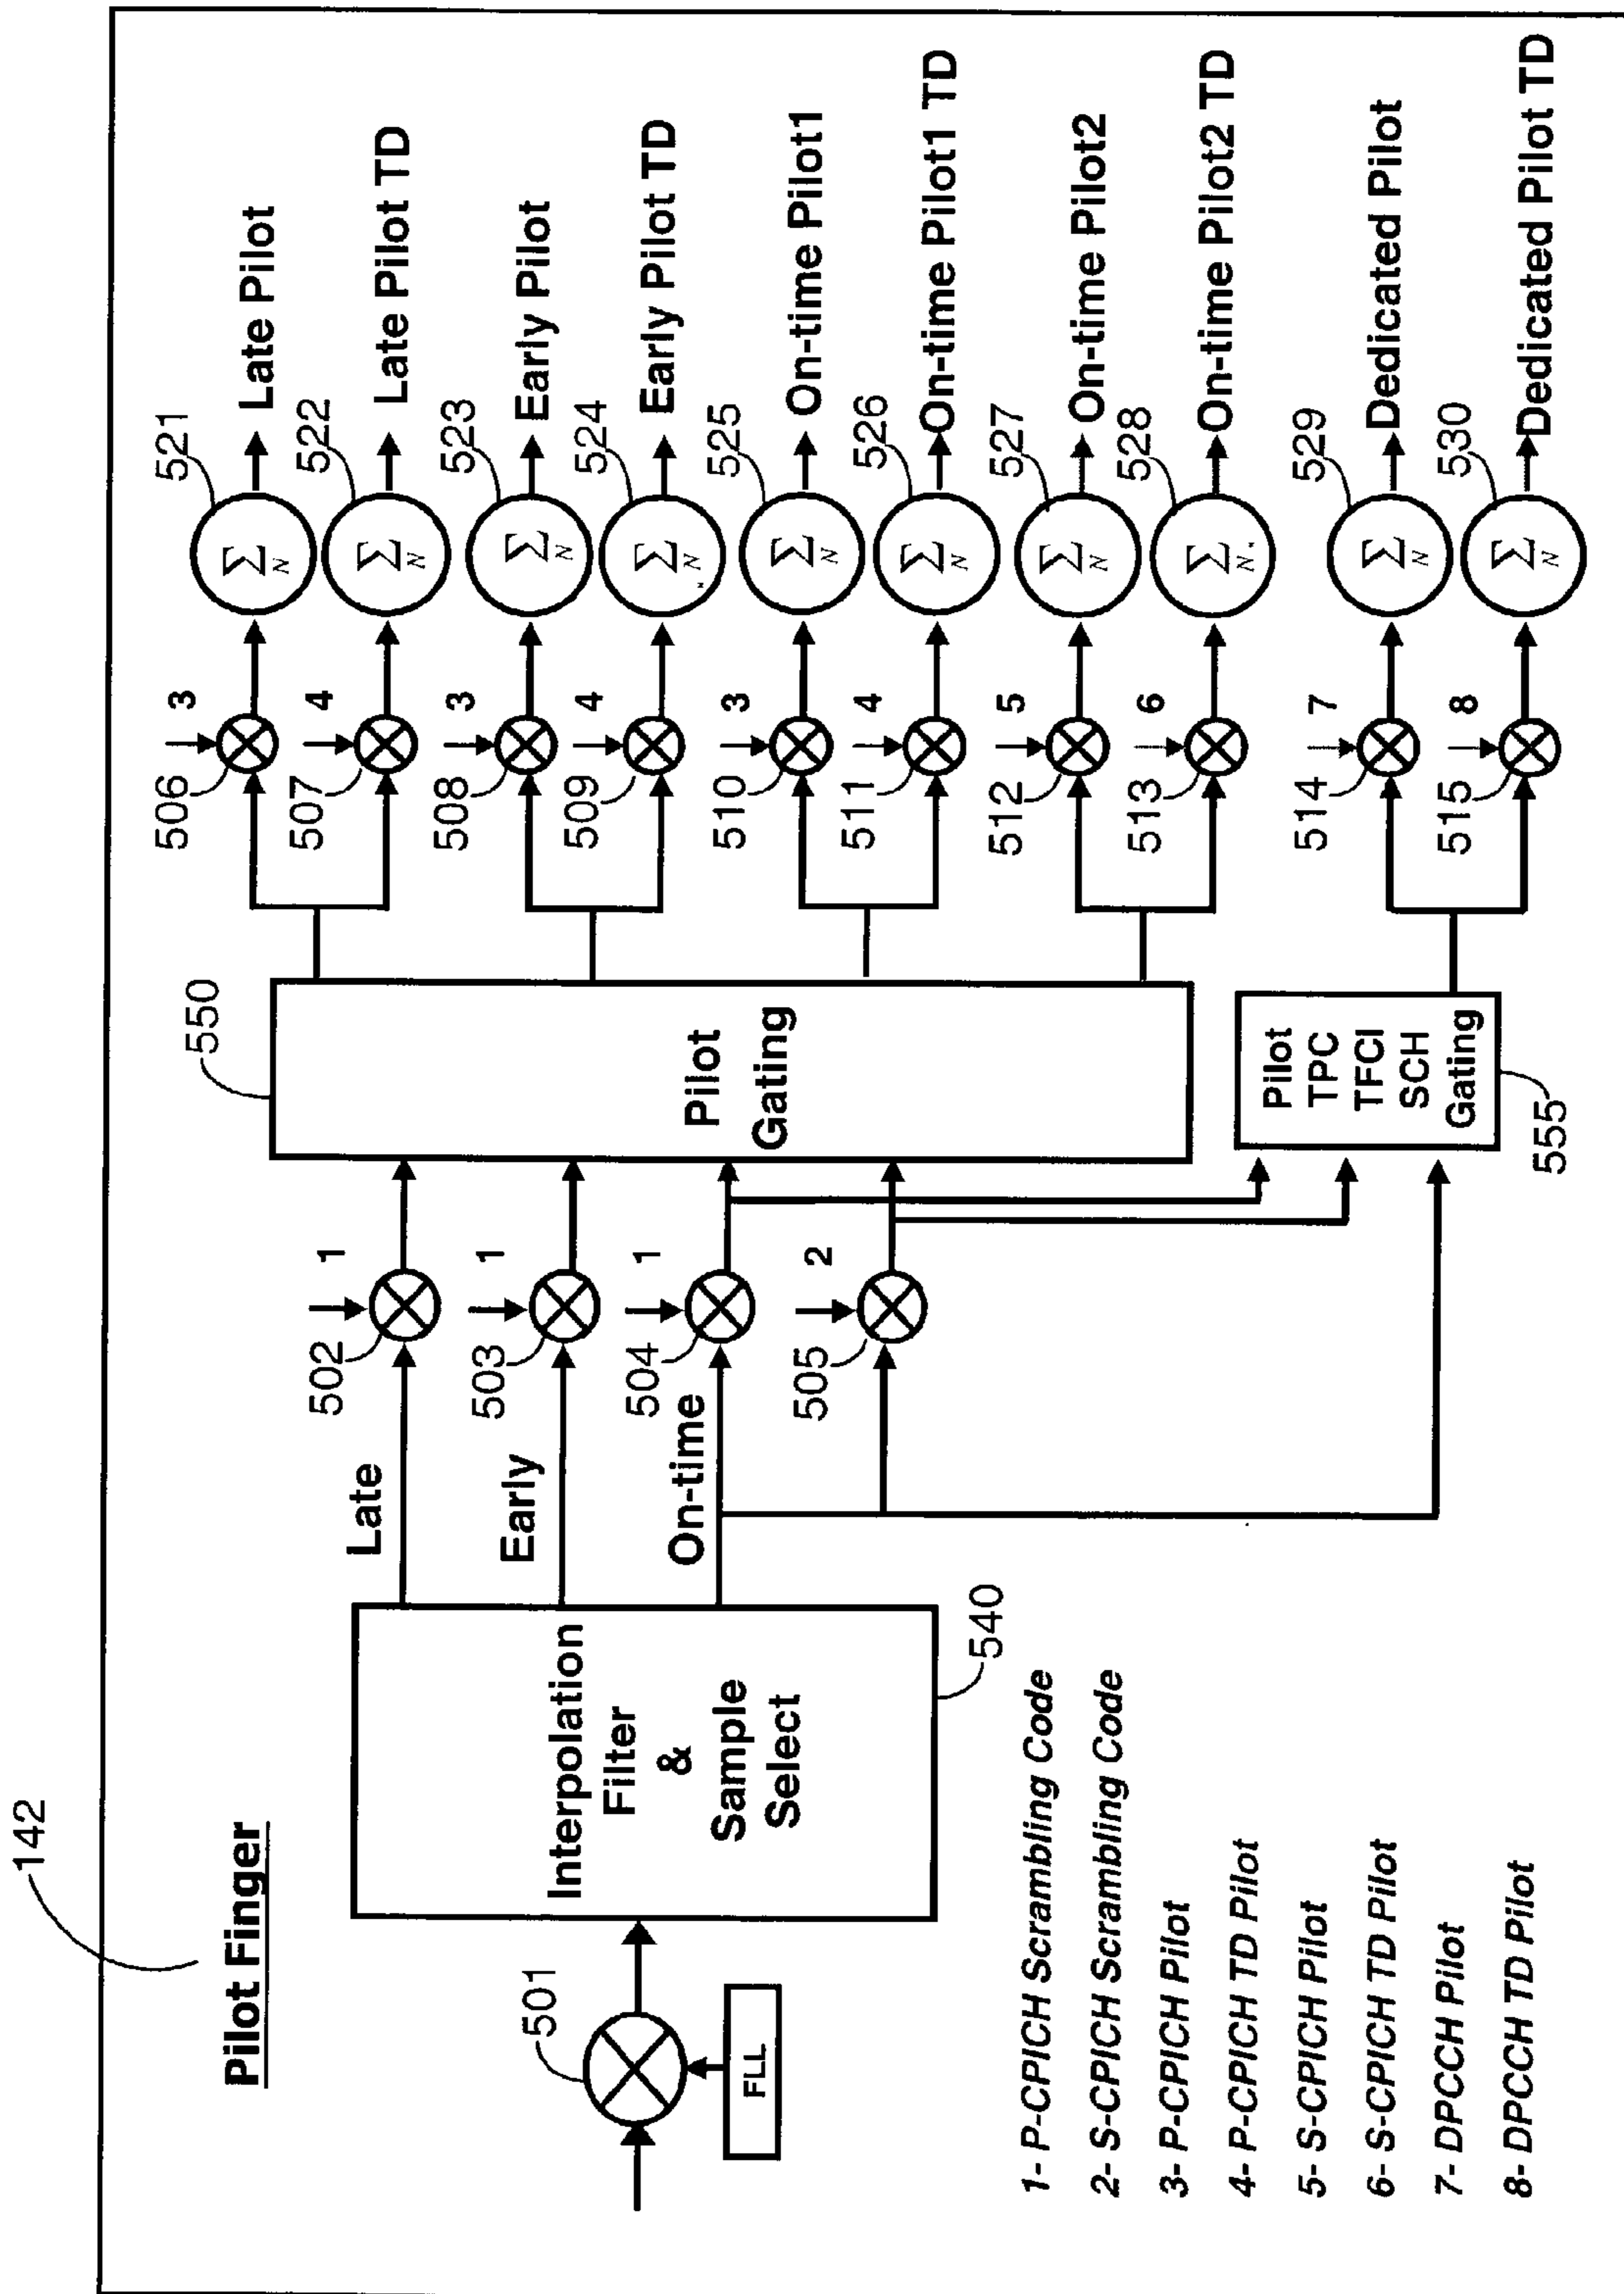 142
Pilot Finger
501
FLL
Interpolation
Filter
&
Sample
Select
540
Late
Early
On-time
502
1
503
1
504
1
505
2
550
Pilot
Gating
Pilot
TPC
TFCI
SCH
Gating
555
506
3
507
4
508
3
509
4
510
3
511
4
512
5
513
6
514
7
515
8
521
∑N
Late Pilot
522
∑N
Late Pilot TD
523
∑N
Early Pilot
524
∑N
Early Pilot TD
525
∑N
On-time Pilot1
526
∑N
On-time Pilot1 TD
527
∑N
On-time Pilot2
528
∑N
On-time Pilot2 TD
529
∑N
Dedicated Pilot
530
∑N
Dedicated Pilot TD
1- P-CPICH Scrambling Code
2- S-CPICH Scrambling Code
3- P-CPICH Pilot
4- P-CPICH TD Pilot
5- S-CPICH Pilot
6- S-CPICH TD Pilot
7- DPCCH Pilot
8- DPCCH TD Pilot